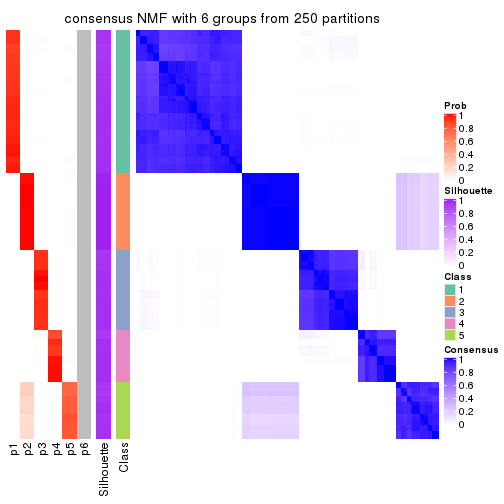 consensus NMF with 6 groups from 250 partitions
Prob
1
0.8
0.6
0.4
0.2
0
Silhouette
1
0.8
0.6
0.4
0.2
0
Class
1
2
3
4
5
Consensus
1
0.8
0.6
0.4
0.2
0
p1
p2
p3
p4
p5
p6
Silhouette
Class